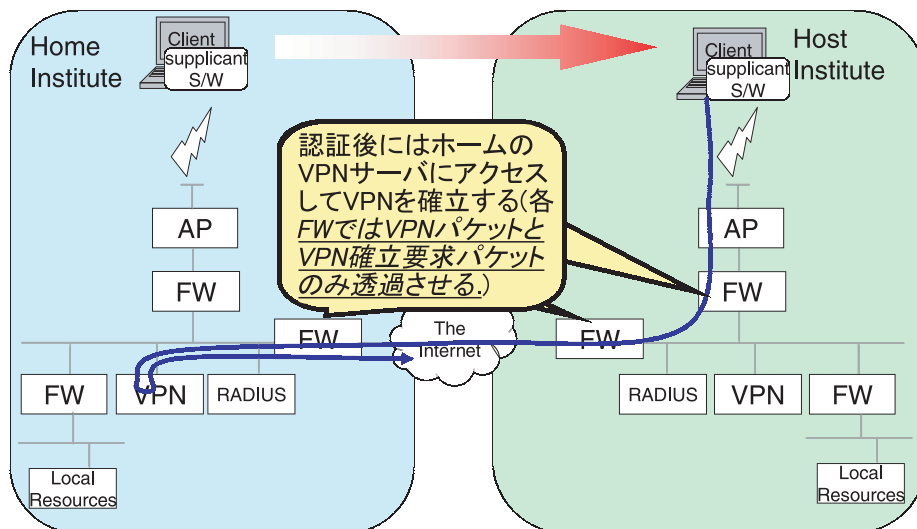 Home
Institute
Client
supplicant
S/W
Host
Institute
Client
supplicant
S/W
認証後にはホームの
VPNサーバにアクセス
してVPNを確立する(各
FWではVPNパケットと
VPN確立要求パケット
のみ透過させる.)
AP
FW
AP
FW
FW
The
Internet
FW
FW
VPN
RADIUS
RADIUS
VPN
FW
Local
Resources
Local
Resources